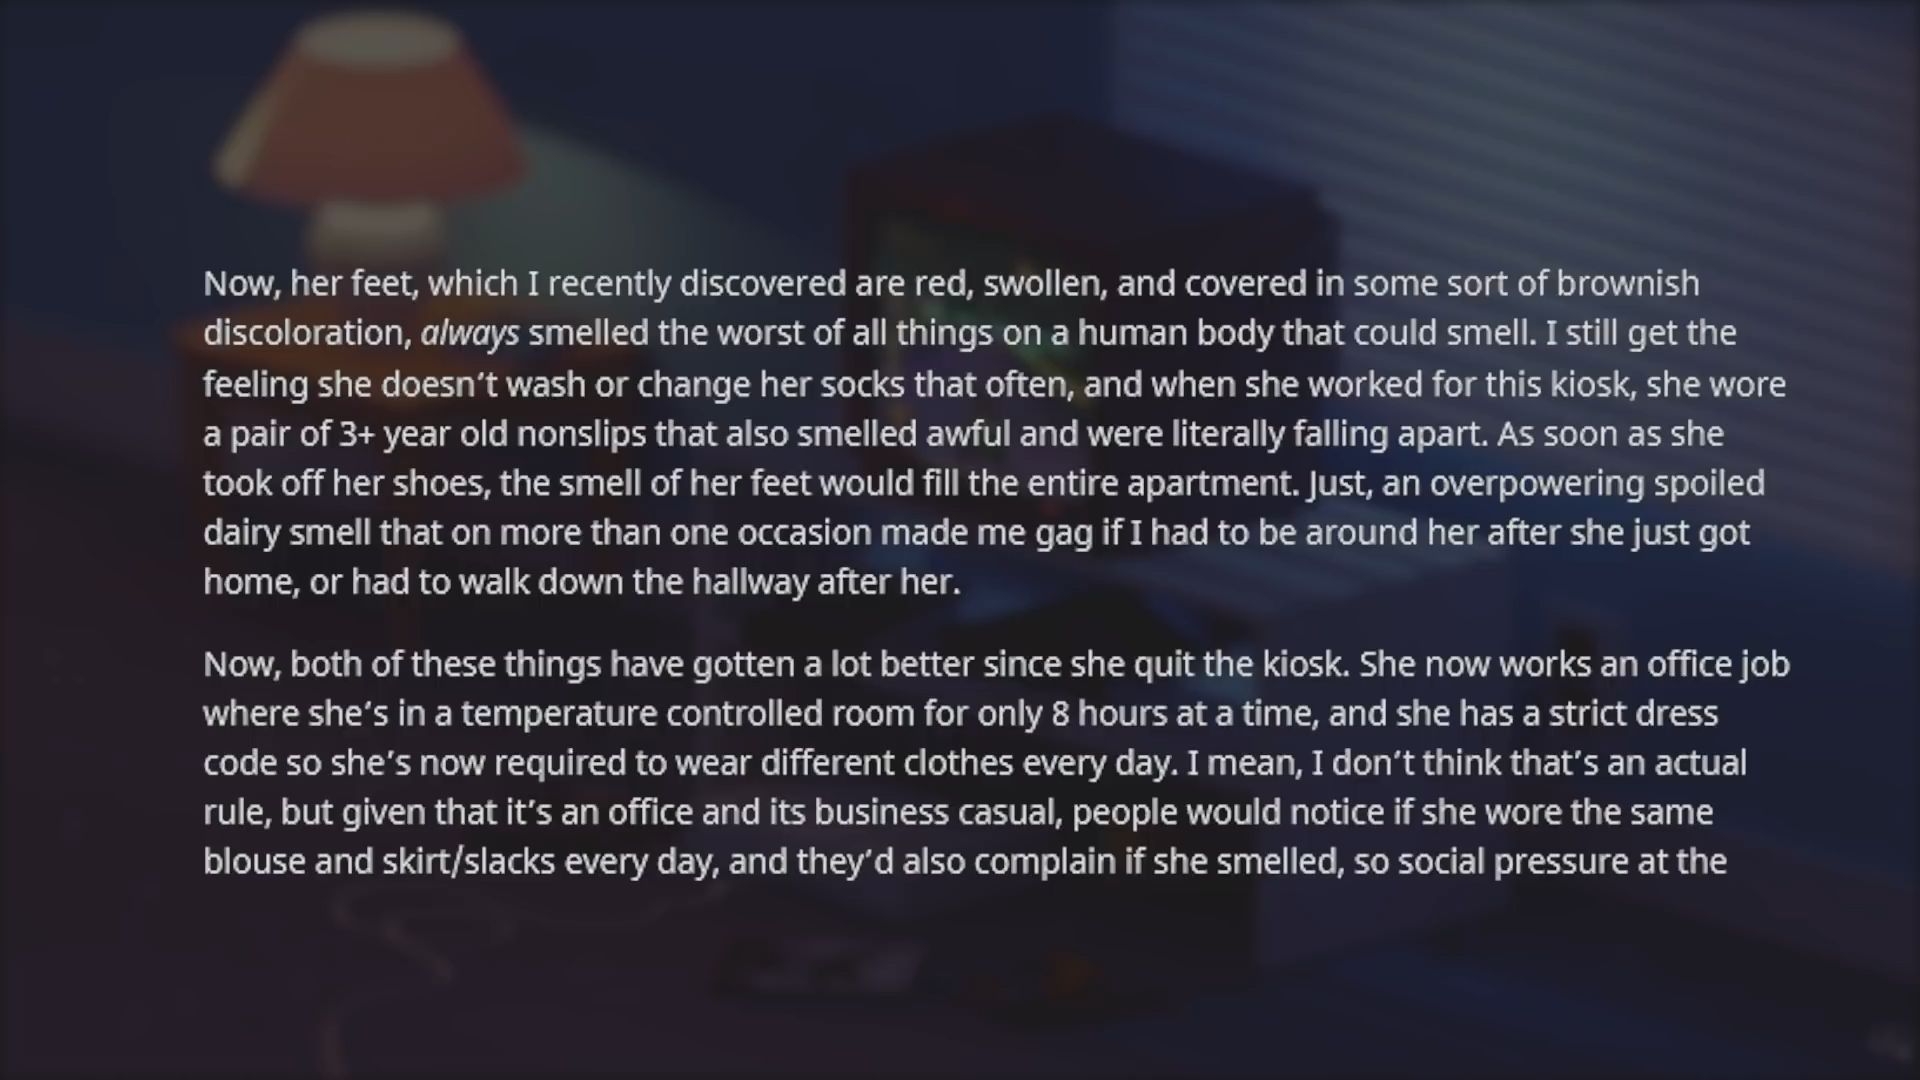 Now, her feet, which I recently discovered are red, swollen, and covered in some sort of brownish
discoloration, always smelled the worst of all things on a human body that could smell. I still get the
feeling she doesn’t wash or change her socks that often, and when she worked for this kiosk, she wore
a pair of 3+ year old nonslips that also smelled awful and were literally falling apart. As soon as she
took off her shoes, the smell of her feet would fill the entire apartment. Just, an overpowering spoiled
dairy smell that on more than one occasion made me gag if I had to be around her after she just got
home, or had to walk down the hallway after her.
Now, both of these things have gotten a lot better since she quit the kiosk. She now works an office job
where she’s in a temperature controlled room for only 8 hours at a time, and she has a strict dress
code so she’s now required to wear different clothes every day. I mean, I don’t think that’s an actual
rule, but given that it’s an office and its business casual, people would notice if she wore the same
blouse and skirt/slacks every day, and they’d also complain if she smelled, so social pressure at the